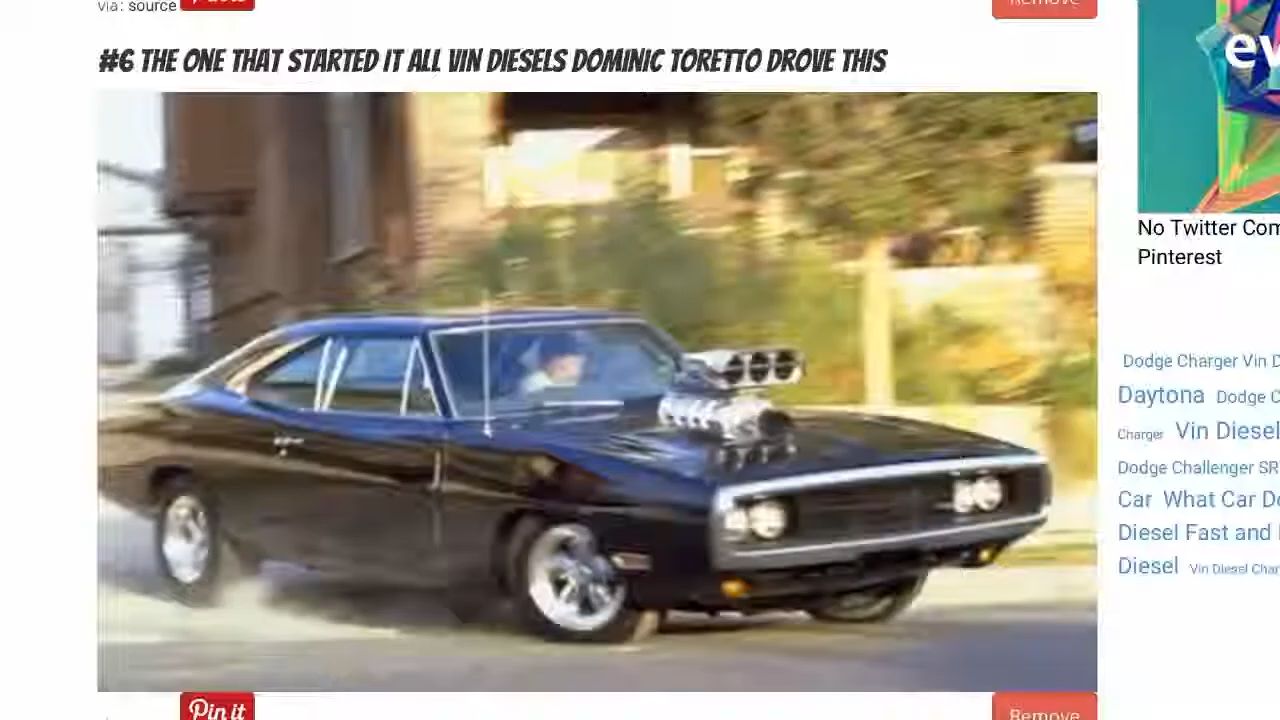 via: source
Remove
#6 THE ONE THAT STARTED IT ALL VIN DIESELS DOMINIC TORETTO DROVE THIS
ev
No Twitter Com
Pinterest
Dodge Charger Vin D
Daytona Dodge C
Charger Vin Diesel
Dodge Challenger SR
Car What Car Do
Diesel Fast and
Diesel Vin Diesel Char
Pin it
Remove